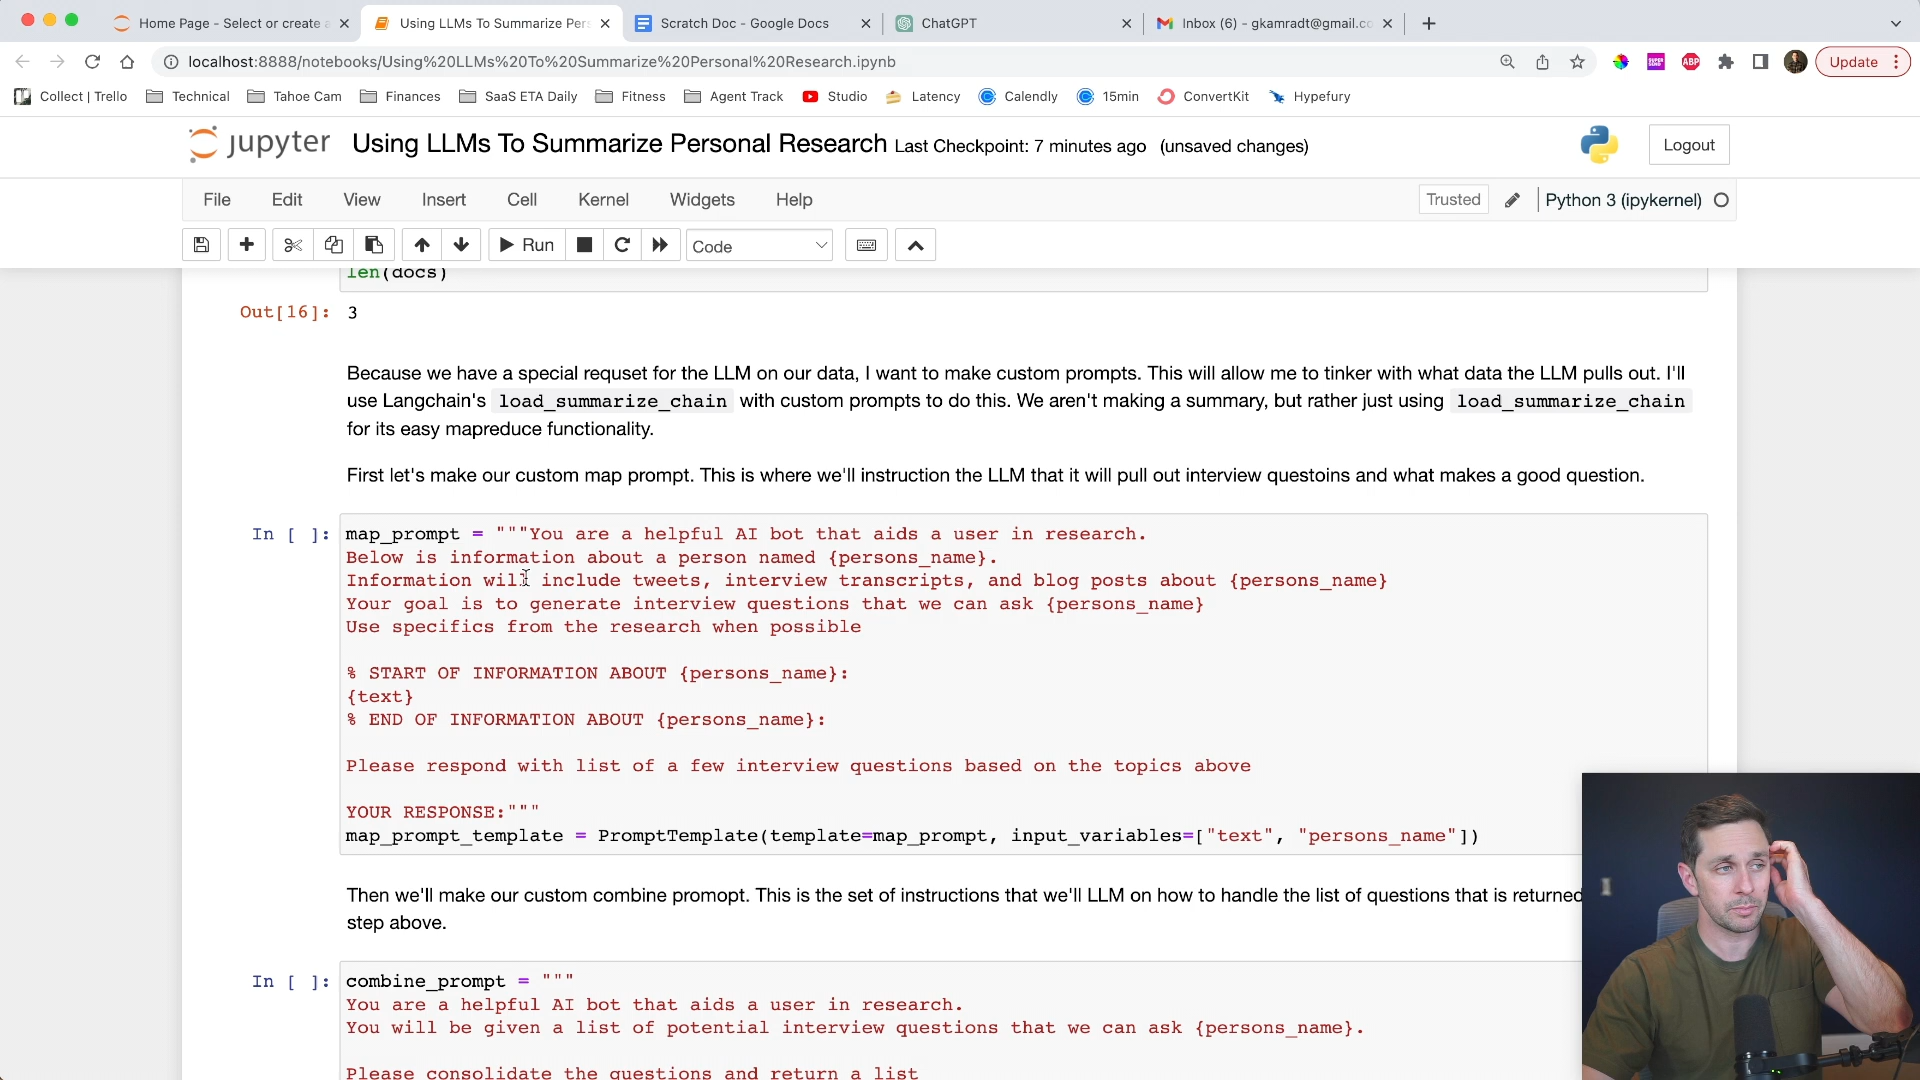 Home Page - Select or create a
Using LLMs To Summarize Pers
Scratch Doc - Google Docs
ChatGPT
Inbox (6) - gkamradt@gmail.co
localhost:8888/notebooks/Using%20LLMs%20To%20Summarize%20Personal%20Research.ipynb
ABP
Update
Collect | Trello
Technical
Tahoe Cam
Finances
SaaS ETA Daily
Fitness
Agent Track
Studio
Latency
Calendly
15min
ConvertKit
Hypefury
jupyter
Using LLMs To Summarize Personal Research Last Checkpoint: 7 minutes ago (unsaved changes)
Logout
File Edit View Insert Cell Kernel Widgets Help
Trusted
Python 3 (ipykernel)
Run
Code
len(docs)
Out[16]: 3
Because we have a special requset for the LLM on our data, I want to make custom prompts. This will allow me to tinker with what data the LLM pulls out. I'll
use Langchain's load_summarize_chain with custom prompts to do this. We aren't making a summary, but rather just using load_summarize_chain
for its easy mapreduce functionality.
First let's make our custom map prompt. This is where we'll instruction the LLM that it will pull out interview questoins and what makes a good question.
In [ ]: map_prompt = """You are a helpful AI bot that aids a user in research.
Below is information about a person named {persons_name}.
Information will include tweets, interview transcripts, and blog posts about {persons_name}
Your goal is to generate interview questions that we can ask {persons_name}
Use specifics from the research when possible
% START OF INFORMATION ABOUT {persons_name}:
{text}
% END OF INFORMATION ABOUT {persons_name}:
Please respond with list of a few interview questions based on the topics above
YOUR RESPONSE:"""
map_prompt_template = PromptTemplate(template=map_prompt, input_variables=["text", "persons_name"])
Then we'll make our custom combine promopt. This is the set of instructions that we'll LLM on how to handle the list of questions that is returned
step above.
In [ ]: combine_prompt = """
You are a helpful AI bot that aids a user in research.
You will be given a list of potential interview questions that we can ask {persons_name}.
Please consolidate the questions and return a list